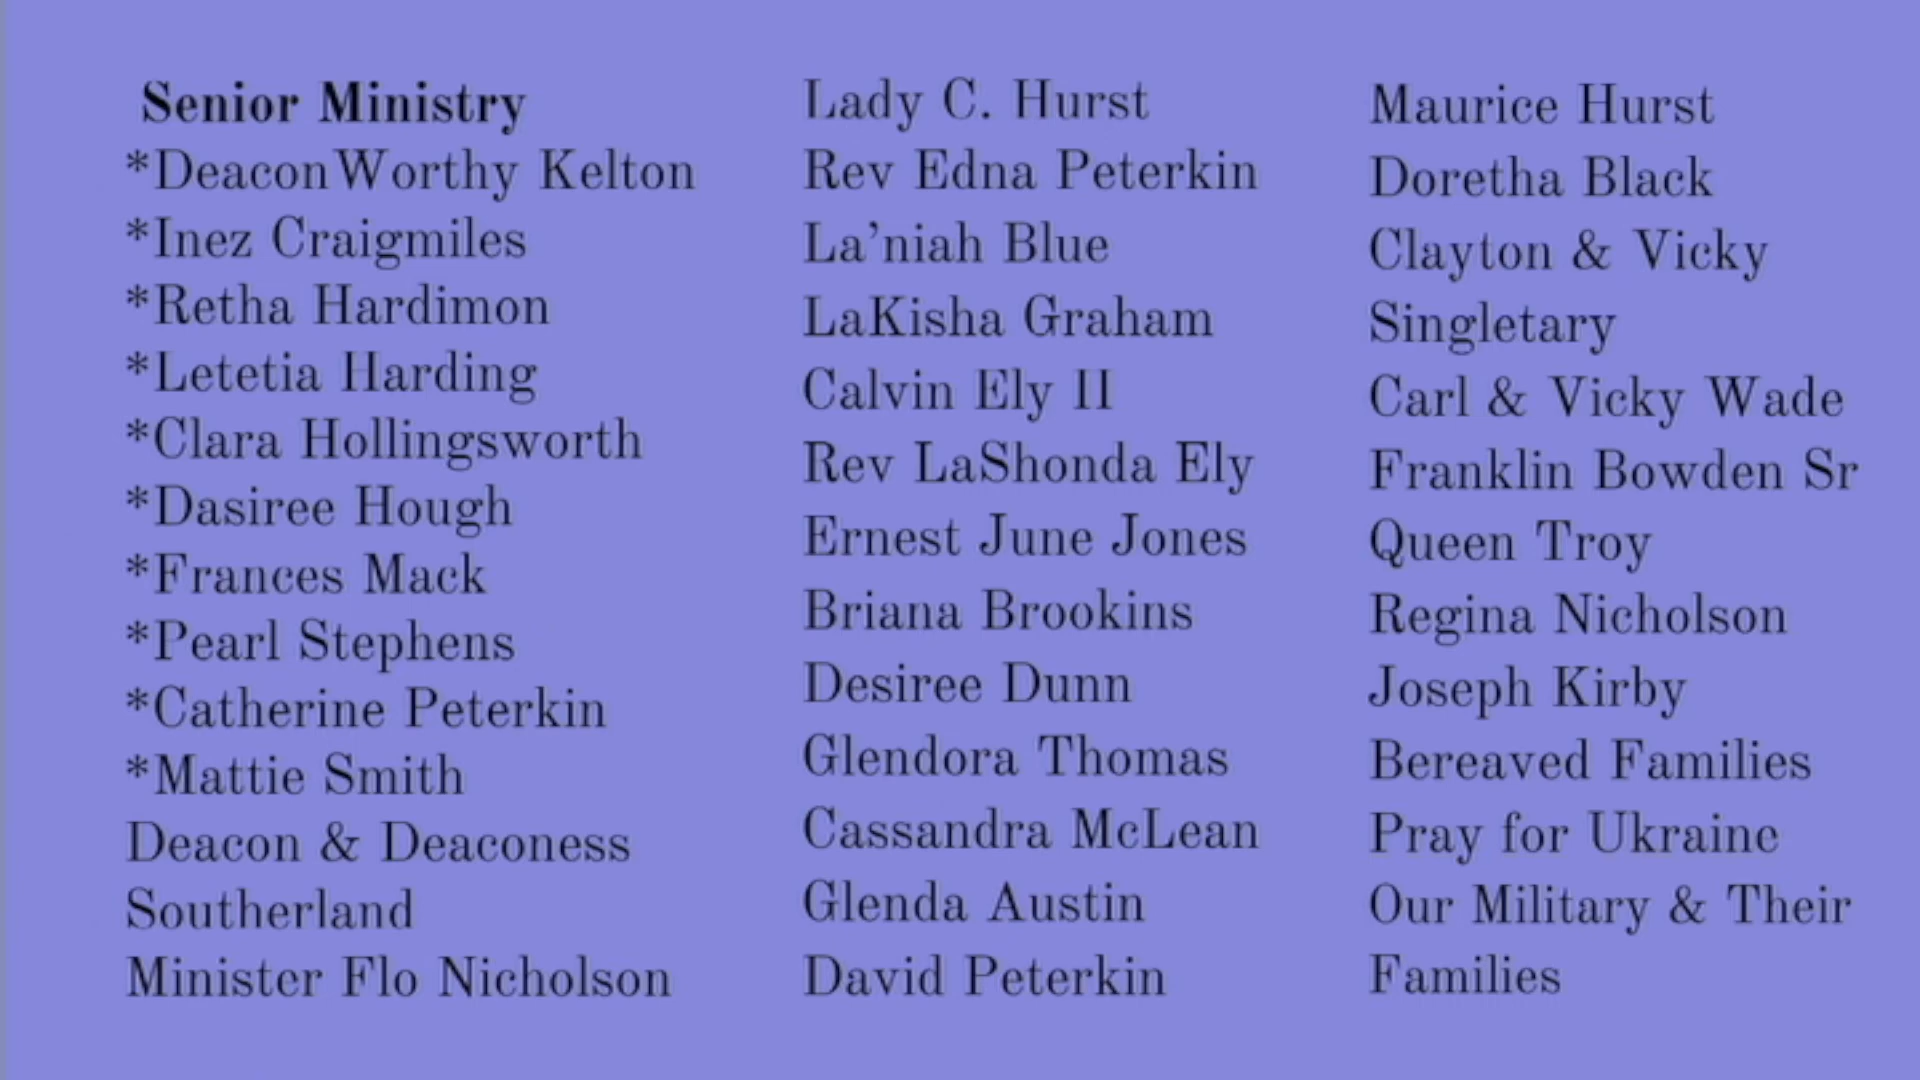 Senior Ministry
*Deacon Worthy Kelton
*Inez Craigmiles
*Retha Hardimon
*Letetia Harding
*Clara Hollingsworth
*Dasiree Hough
*Frances Mack
*Pearl Stephens
*Catherine Peterkin
*Mattie Smith
Deacon & Deaconess
Southerland
Minister Flo Nicholson
Lady C. Hurst
Rev Edna Peterkin
La’niah Blue
LaKisha Graham
Calvin Ely II
Rev LaShonda Ely
Ernest June Jones
Briana Brookins
Desiree Dunn
Glendora Thomas
Cassandra McLean
Glenda Austin
David Peterkin
Maurice Hurst
Doretha Black
Clayton & Vicky
Singletary
Carl & Vicky Wade
Franklin Bowden Sr
Queen Troy
Regina Nicholson
Joseph Kirby
Bereaved Families
Pray for Ukraine
Our Military & Their
Families